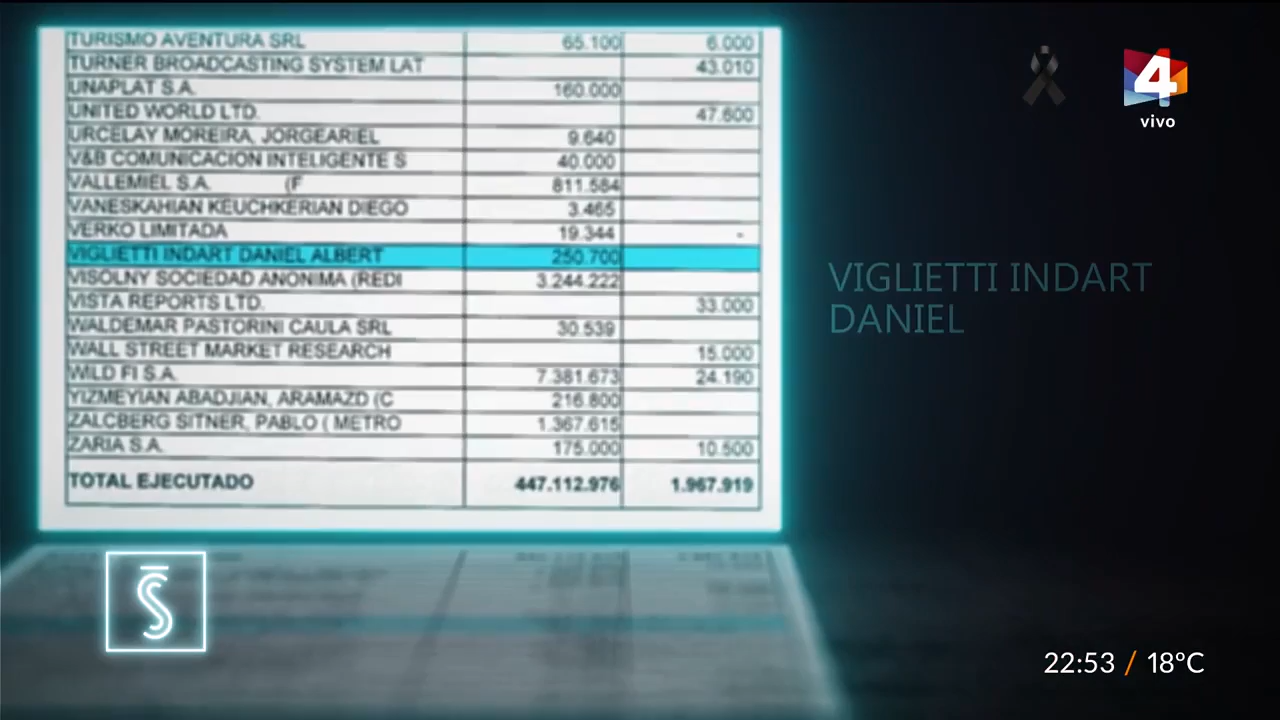 TURISMO AVENTURA SRL 65.100 6.000
TURNER BROADCASTING SYSTEM LAT 43.010
UNAPLAT S.A. 160.000
UNITED WORLD LTD. 47.600
URCELAY MOREIRA, JORGEARIEL 9.640
V&B COMUNICACION INTELIGENTE S 40.000
VALLEMIEL S.A. (F 811.584
VANESKAHIAN KEUCHKERIAN DIEGO 3.465
VERKO LIMITADA 19.344 -
VIGLIETTI INDART DANIEL ALBERT 250.700
VISOLNY SOCIEDAD ANONIMA (REDI 3.244.222
VISTA REPORTS LTD. 33.000
WALDEMAR PASTORINI CAULA SRL 30.539
WALL STREET MARKET RESEARCH 15.000
WILD FI S.A. 7.381.673 24.190
YIZMEYIAN ABADJIAN, ARAMAZD (C 216.800
ZALCBERG SITNER, PABLO ( METRO 1.367.615
ZARIA S.A. 175.000 10.500
TOTAL EJECUTADO 447.112.976 1.967.919
VIGLIETTI INDART
DANIEL
4
vivo
S
22:53 / 18°C